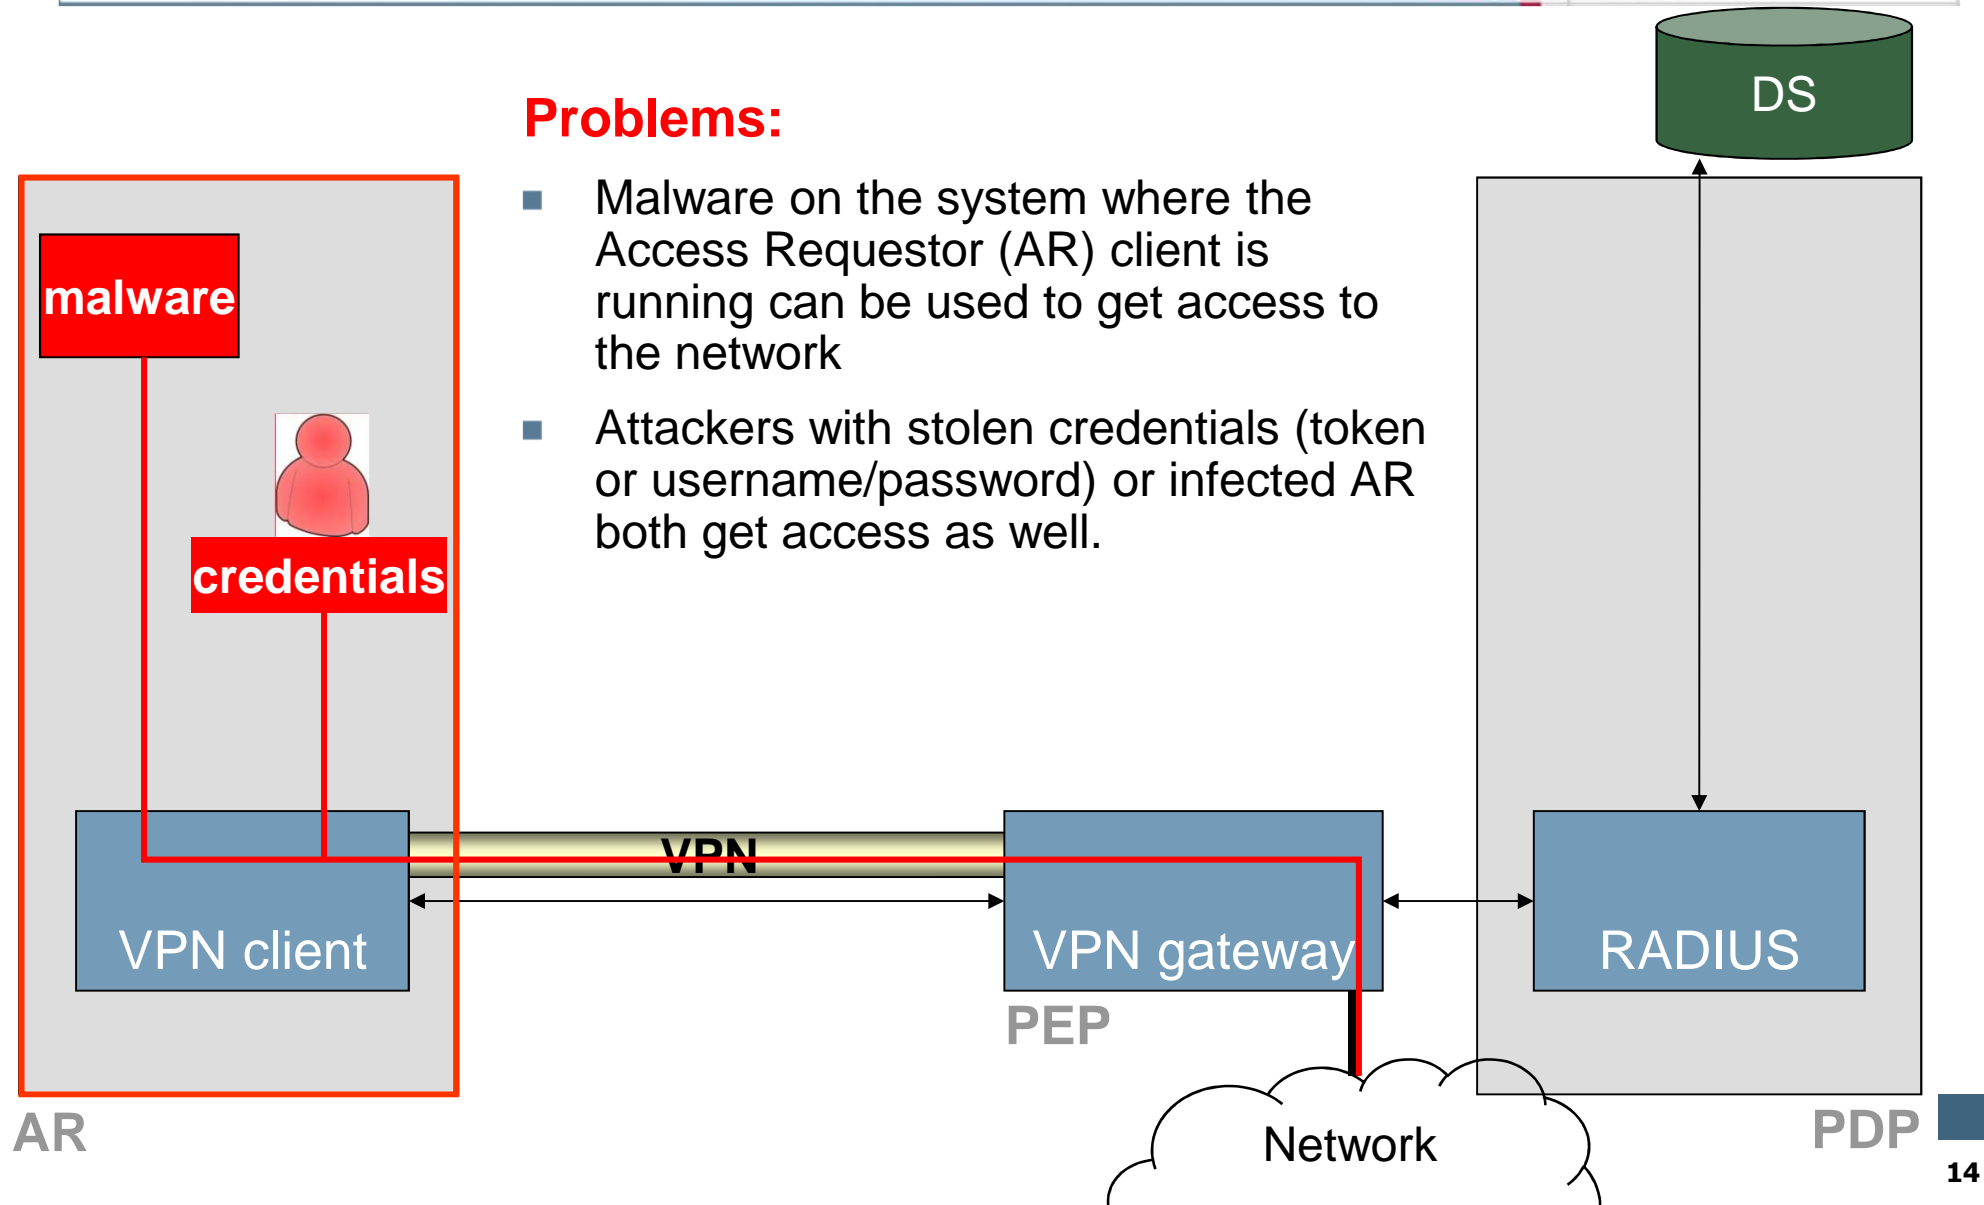 DS
Problems:
Malware on the system where the
Access Requestor (AR) client is
running can be used to get access to
the network
Attackers with stolen credentials (token
or username/password) or infected AR
both get access as well.
malware
credentials
VPN
VPN client
VPN gateway
RADIUS
PEP
AR
Network
PDP
14